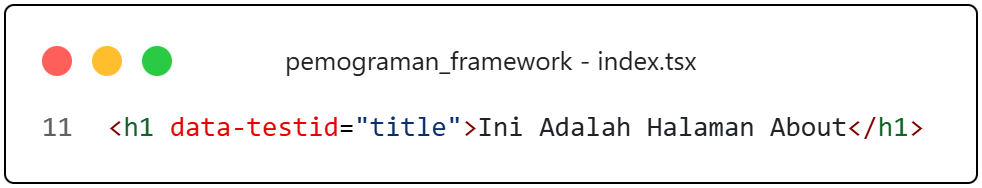 pemograman_framework - index.tsx
11 <h1 data-testid="title">Ini Adalah Halaman About</h1>